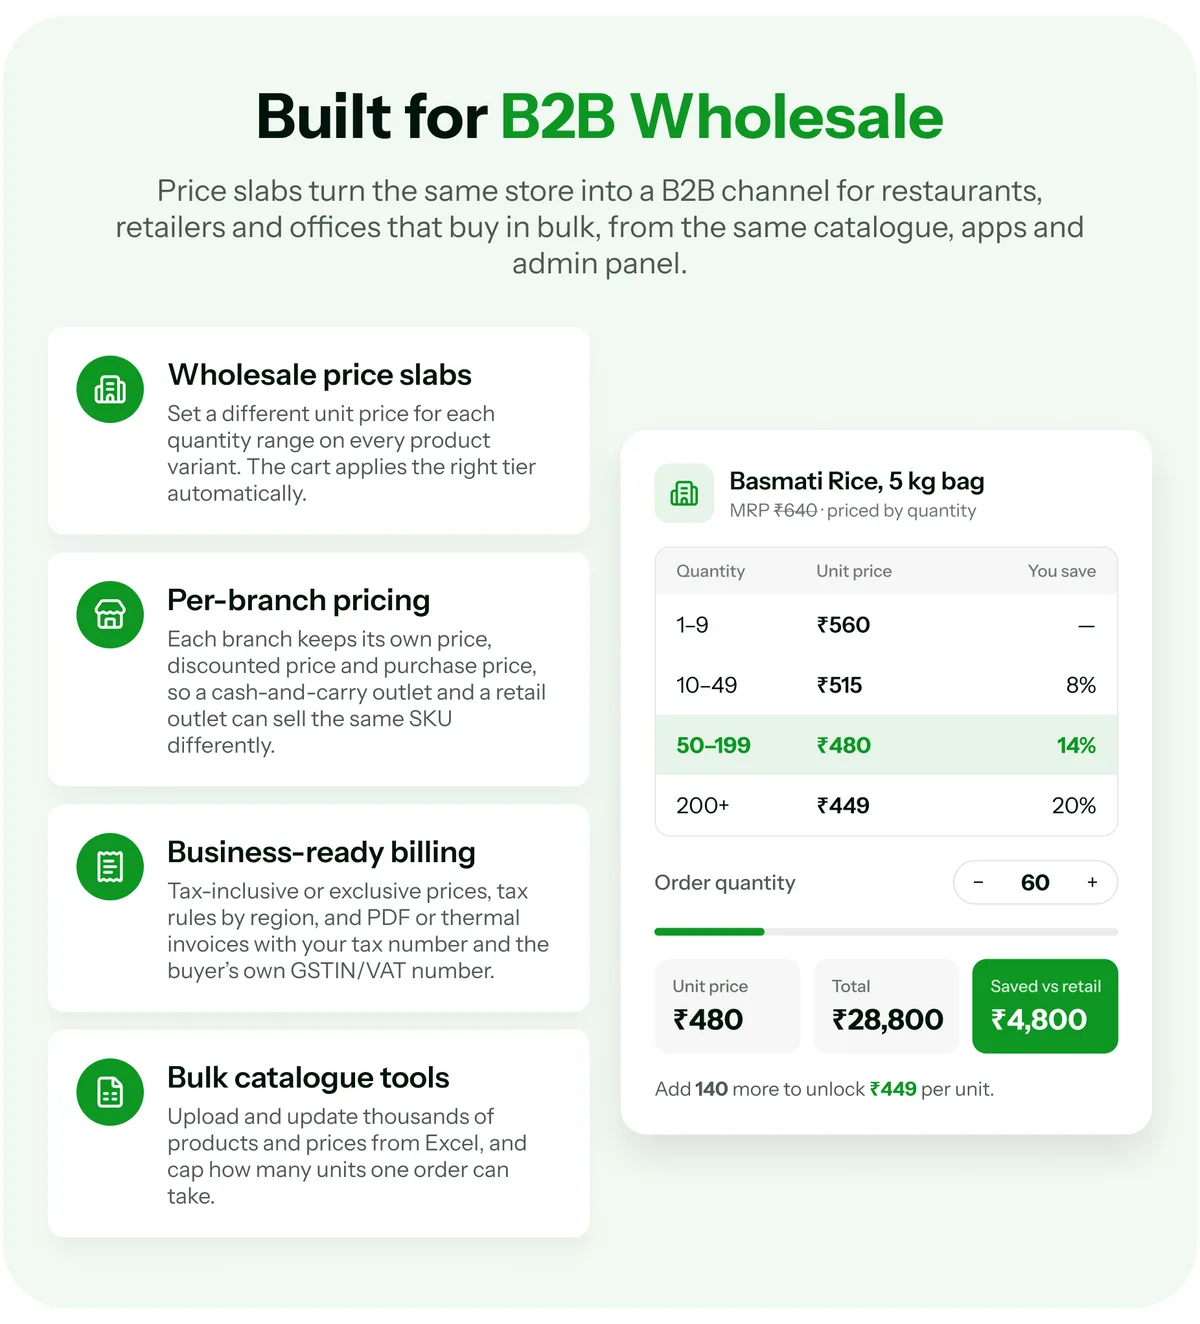 Built for B2B Wholesale
Price slabs turn the same store into a B2B channel for restaurants,
retailers and offices that buy in bulk, from the same catalogue, apps and
admin panel.
Wholesale price slabs
Set a different unit price for each
quantity range on every product
variant. The cart applies the right tier
automatically.
Per-branch pricing
Each branch keeps its own price,
discounted price and purchase price,
so a cash-and-carry outlet and a retail
outlet can sell the same SKU
differently.
Business-ready billing
Tax-inclusive or exclusive prices, tax
rules by region, and PDF or thermal
invoices with your tax number and the
buyer’s own GSTIN/VAT number.
Bulk catalogue tools
Upload and update thousands of
products and prices from Excel, and
cap how many units one order can
take.
Basmati Rice, 5 kg bag
MRP ₹640 · priced by quantity
Quantity Unit price You save
1–9 ₹560 —
10–49 ₹515 8%
50–199 ₹480 14%
200+ ₹449 20%
Order quantity − 60 +
Unit price Total Saved vs retail
₹480 ₹28,800 ₹4,800
Add 140 more to unlock ₹449 per unit.